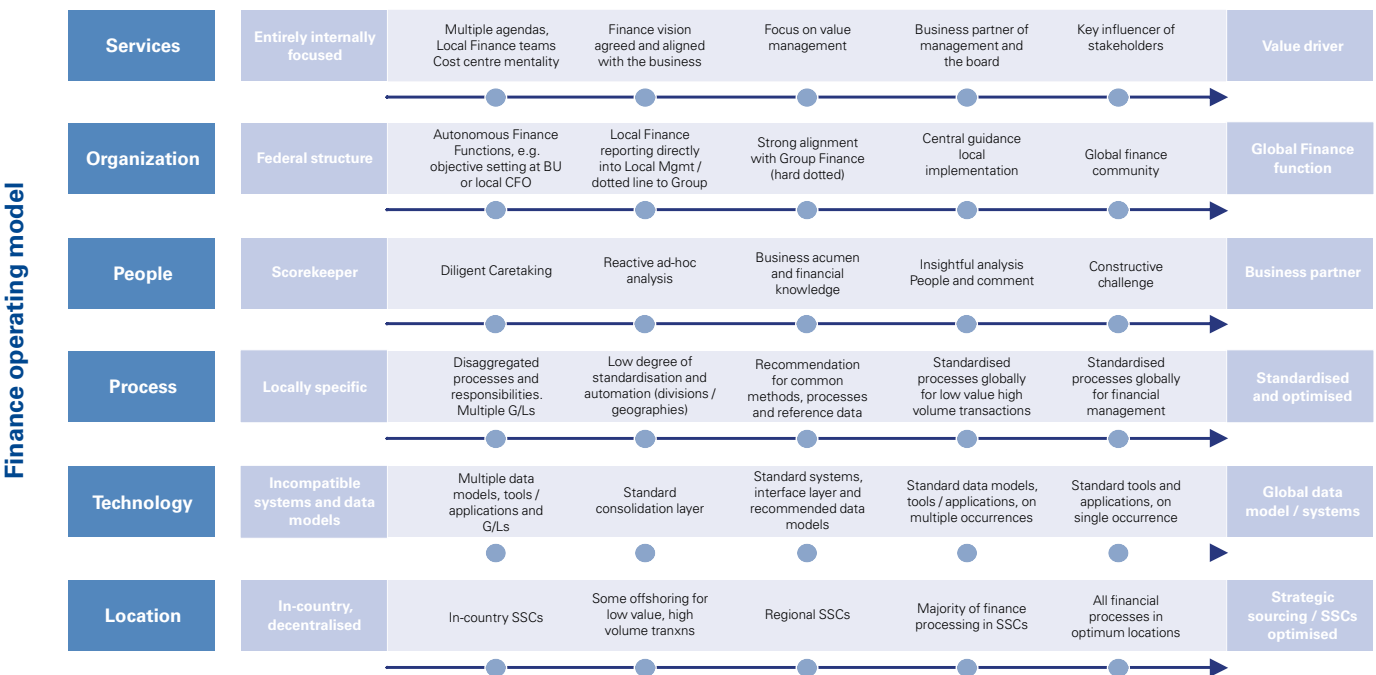 Finance operating model
Services
Entirely internally
focused
Multiple agendas,
Local Finance teams
Cost centre mentality
Finance vision
agreed and aligned
with the business
Focus on value
management
Business partner of
management and
the board
Key influencer of
stakeholders
Value driver
Organization
Federal structure
Autonomous Finance
Functions, e.g.
objective setting at BU
or local CFO
Local Finance
reporting directly
into Local Mgmt /
dotted line to Group
Strong alignment
with Group Finance
(hard dotted)
Central guidance
local
implementation
Global finance
community
Global Finance
function
People
Scorekeeper
Diligent Caretaking
Reactive ad-hoc
analysis
Business acumen
and financial
knowledge
Insightful analysis
People and comment
Constructive
challenge
Business partner
Process
Locally specific
Disaggregated
processes and
responsibilities.
Multiple G/Ls
Low degree of
standardisation and
automation (divisions /
geographies)
Recommendation
for common
methods, processes
and reference data
Standardised
processes globally
for low value high
volume transactions
Standardised
processes globally
for financial
management
Standardised
and optimised
Technology
Incompatible
systems and data
models
Multiple data
models, tools /
applications and
G/Ls
Standard
consolidation layer
Standard systems,
interface layer and
recommended data
models
Standard data models,
tools / applications, on
multiple occurrences
Standard tools and
applications, on
single occurrence
Global data
model / systems
Location
In-country,
decentralised
In-country SSCs
Some offshoring for
low value, high
volume tranxns
Regional SSCs
Majority of finance
processing in SSCs
All financial
processes in
optimum locations
Strategic
sourcing / SSCs
optimised